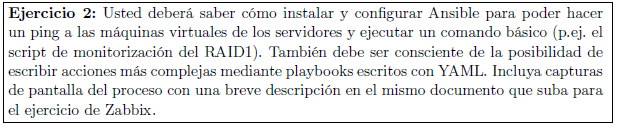 Ejercicio 2: Usted deberá saber cómo instalar y configurar Ansible para poder hacer
un ping a las máquinas virtuales de los servidores y ejecutar un comando básico (p.ej. el
script de monitorización del RAID1). También debe ser consciente de la posibilidad de
escribir acciones más complejas mediante playbooks escritos con YAML. Incluya capturas
de pantalla del proceso con una breve descripción en el mismo documento que suba para
el ejercicio de Zabbix.